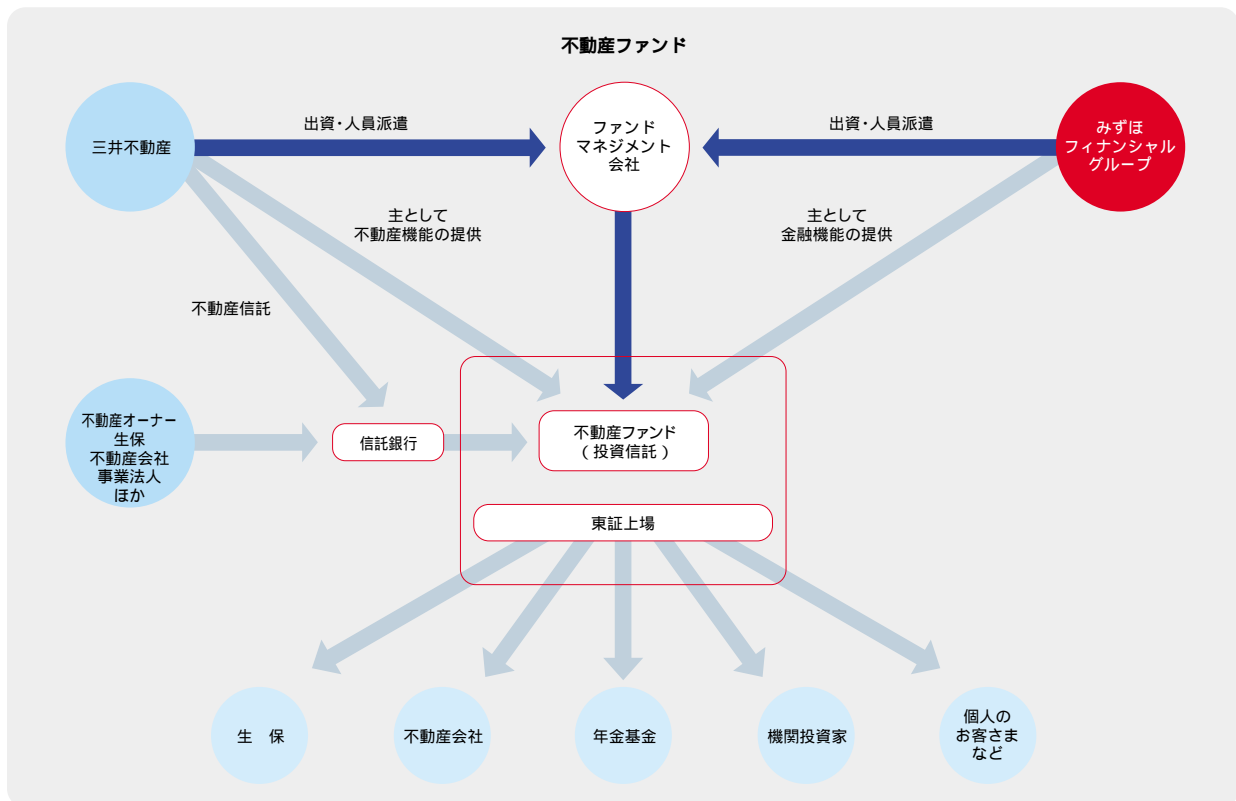 不動産ファンド
三井不動産
出資・人員派遣
ファンド
マネジメント
会社
出資・人員派遣
みずほ
フィナンシャル
グループ
主として
不動産機能の提供
主として
金融機能の提供
不動産信託
不動産オーナー
生保
不動産会社
事業法人
ほか
信託銀行
不動産ファンド
（投資信託）
東証上場
生　保
不動産会社
年金基金
機関投資家
個人の
お客さま
など